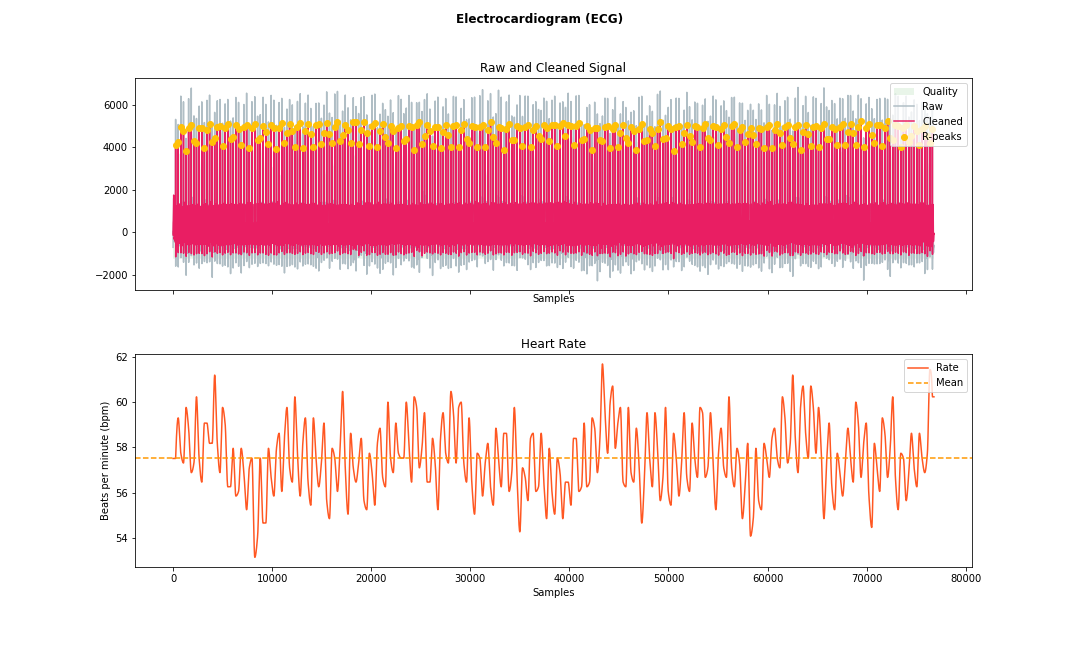 Electrocardiogram (ECG)
Raw and Cleaned Signal
Quality
Raw
Cleaned
R-peaks
6000
4000
2000
0
−2000
Samples
Heart Rate
Rate
Mean
Beats per minute (bpm)
62
60
58
56
54
0 10000 20000 30000 40000 50000 60000 70000 80000
Samples